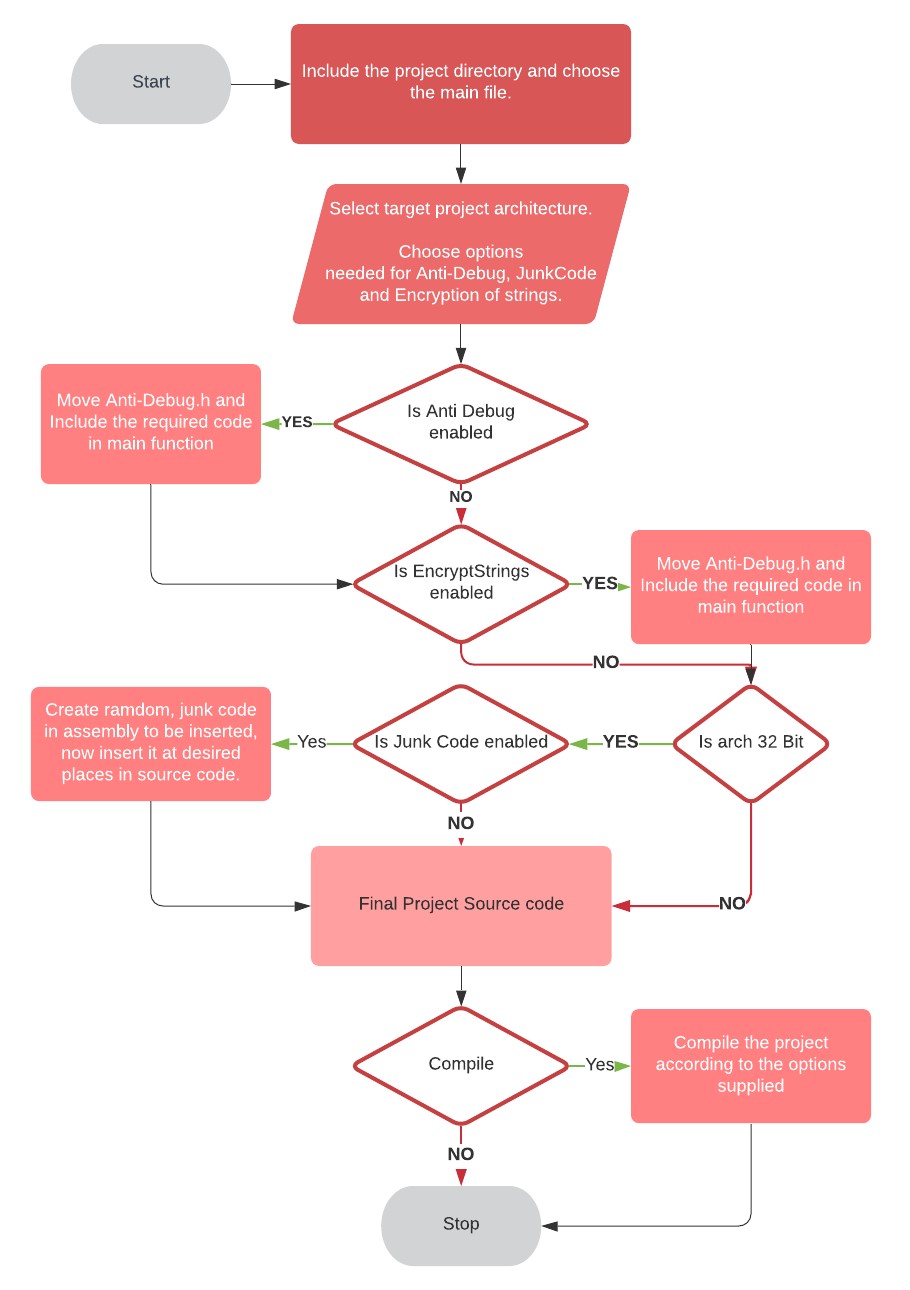 Start
Include the project directory and choose
the main file.
Select target project architecture.
Choose options
needed for Anti-Debug, JunkCode
and Encryption of strings.
Is Anti Debug
enabled
YES
Move Anti-Debug.h and
Include the required code
in main function
NO
Is EncryptStrings
enabled
YES
Move Anti-Debug.h and
Include the required code in
main function
NO
Is arch 32 Bit
YES
Is Junk Code enabled
Yes
Create ramdom, junk code
in assembly to be inserted,
now insert it at desired
places in source code.
NO
NO
Final Project Source code
Compile
Yes
Compile the project
according to the options
supplied
NO
Stop